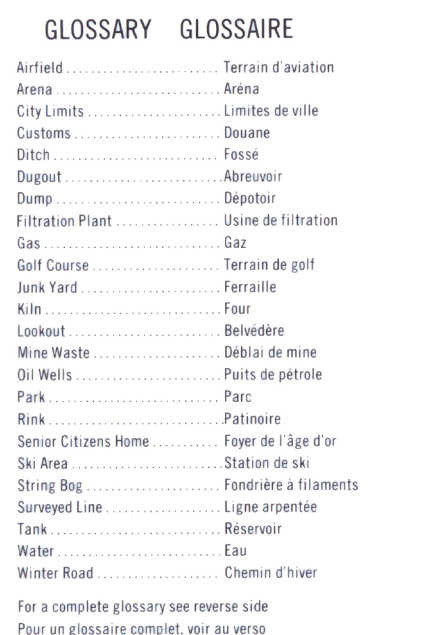 GLOSSARY GLOSSAIRE
Airfield ........................ Terrain d'aviation
Arena .......................... Aréna
City Limits ..................... Limites de ville
Customs ....................... Douane
Ditch .......................... Fossé
Dugout ......................... Abreuvoir
Dump .......................... Dépotoir
Filtration Plant ................ Usine de filtration
Gas ............................ Gaz
Golf Course .................... Terrain de golf
Junk Yard ...................... Ferraille
Kiln ............................ Four
Lookout ........................ Belvédère
Mine Waste .................... Déblai de mine
Oil Wells ....................... Puits de pétrole
Park ........................... Parc
Rink ............................ Patinoire
Senior Citizens Home ........... Foyer de l'âge d'or
Ski Area ........................ Station de ski
String Bog ..................... Fondrière à filaments
Surveyed Line .................. Ligne arpentée
Tank ........................... Réservoir
Water .......................... Eau
Winter Road .................... Chemin d'hiver
For a complete glossary see reverse side
Pour un glossaire complet, voir au verso